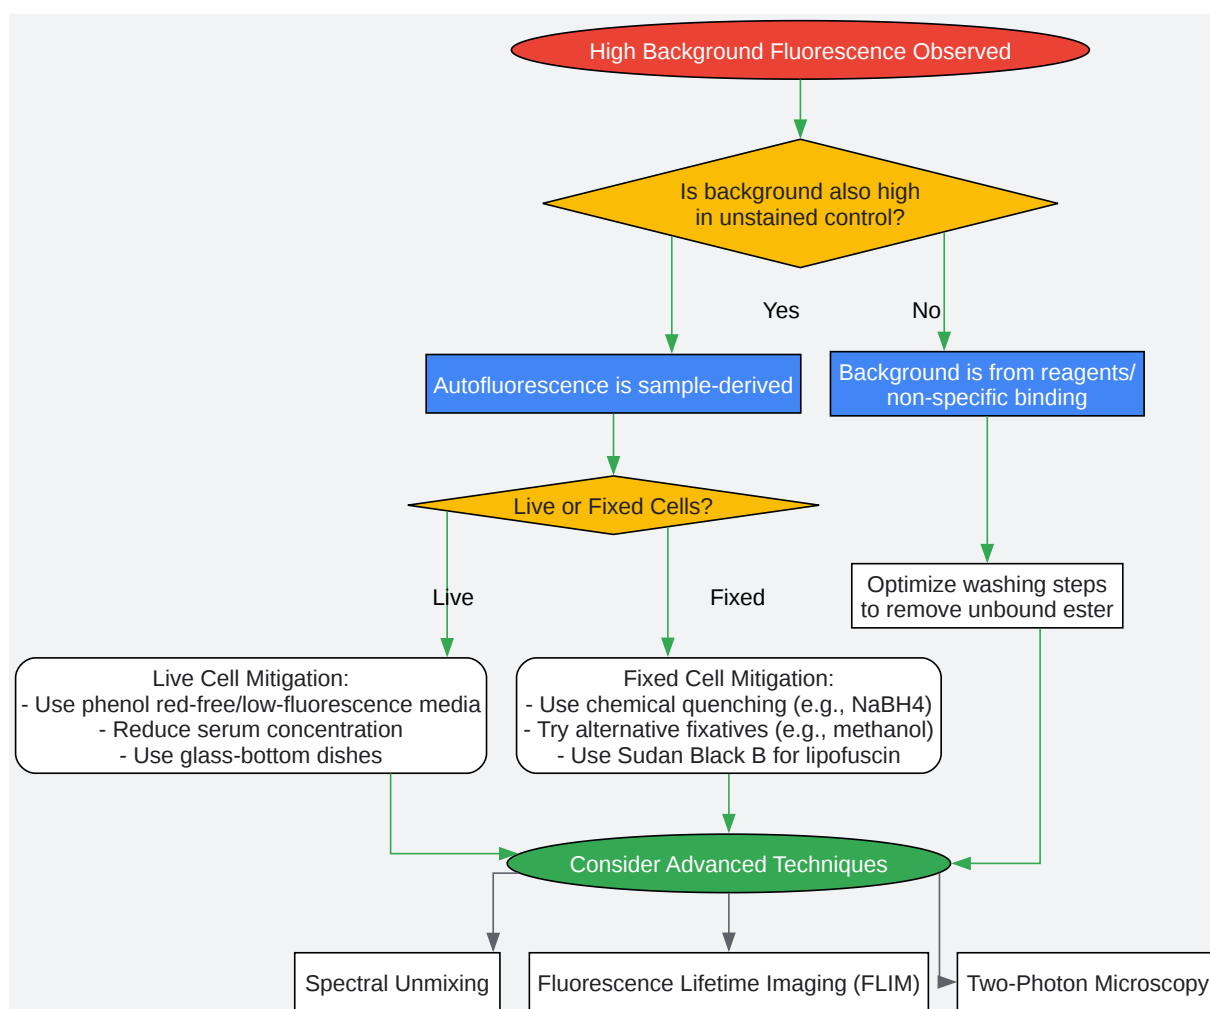 High Background Fluorescence Observed
Is background also high
in unstained control?
Yes
No
Autofluorescence is sample-derived
Background is from reagents/
non-specific binding
Live or Fixed Cells?
Live
Fixed
Optimize washing steps
to remove unbound ester
Live Cell Mitigation:
- Use phenol red-free/low-fluorescence media
- Reduce serum concentration
- Use glass-bottom dishes
Fixed Cell Mitigation:
- Use chemical quenching (e.g., NaBH4)
- Try alternative fixatives (e.g., methanol)
- Use Sudan Black B for lipofuscin
Consider Advanced Techniques
Spectral Unmixing
Fluorescence Lifetime Imaging (FLIM)
Two-Photon Microscopy